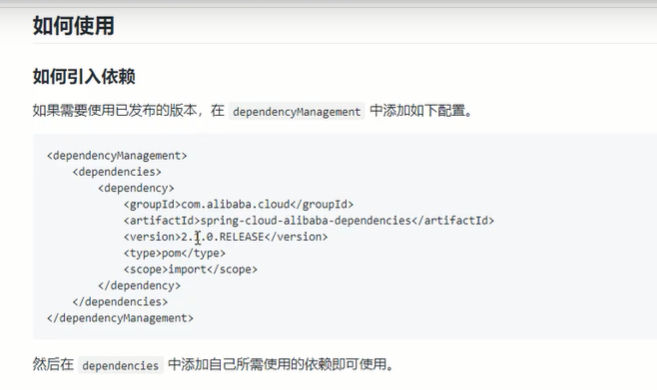 如何使用
如何引入依赖
如果需要使用已发布的版本，在 dependencyManagement 中添加如下配置。
<dependencyManagement>
    <dependencies>
        <dependency>
            <groupId>com.alibaba.cloud</groupId>
            <artifactId>spring-cloud-alibaba-dependencies</artifactId>
            <version>2.1.0.RELEASE</version>
            <type>pom</type>
            <scope>import</scope>
        </dependency>
    </dependencies>
</dependencyManagement>
然后在 dependencies 中添加自己所需使用的依赖即可使用。